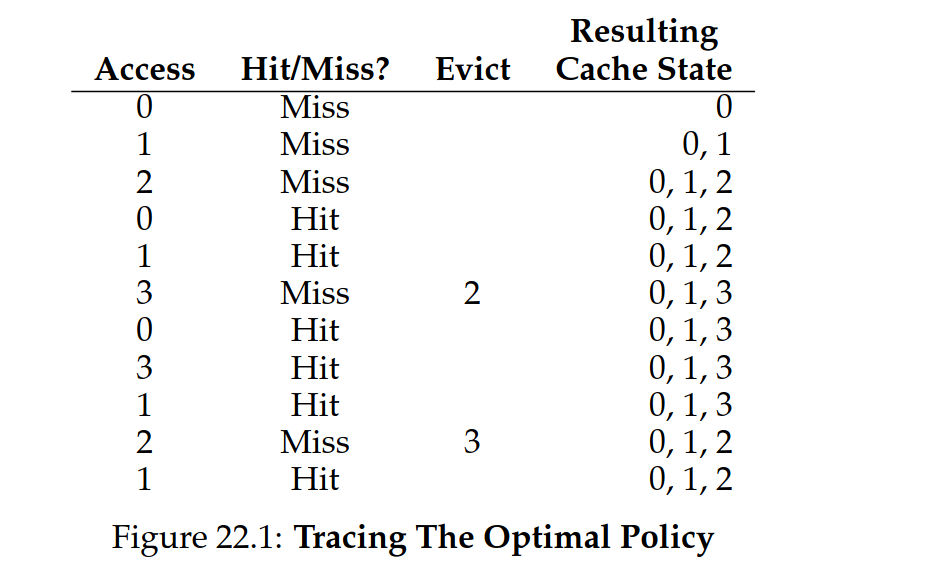 Resulting
Access Hit/Miss? Evict Cache State
0 Miss 0
1 Miss 0, 1
2 Miss 0, 1, 2
0 Hit 0, 1, 2
1 Hit 0, 1, 2
3 Miss 2 0, 1, 3
0 Hit 0, 1, 3
3 Hit 0, 1, 3
1 Hit 0, 1, 3
2 Miss 3 0, 1, 2
1 Hit 0, 1, 2
Figure 22.1: Tracing The Optimal Policy